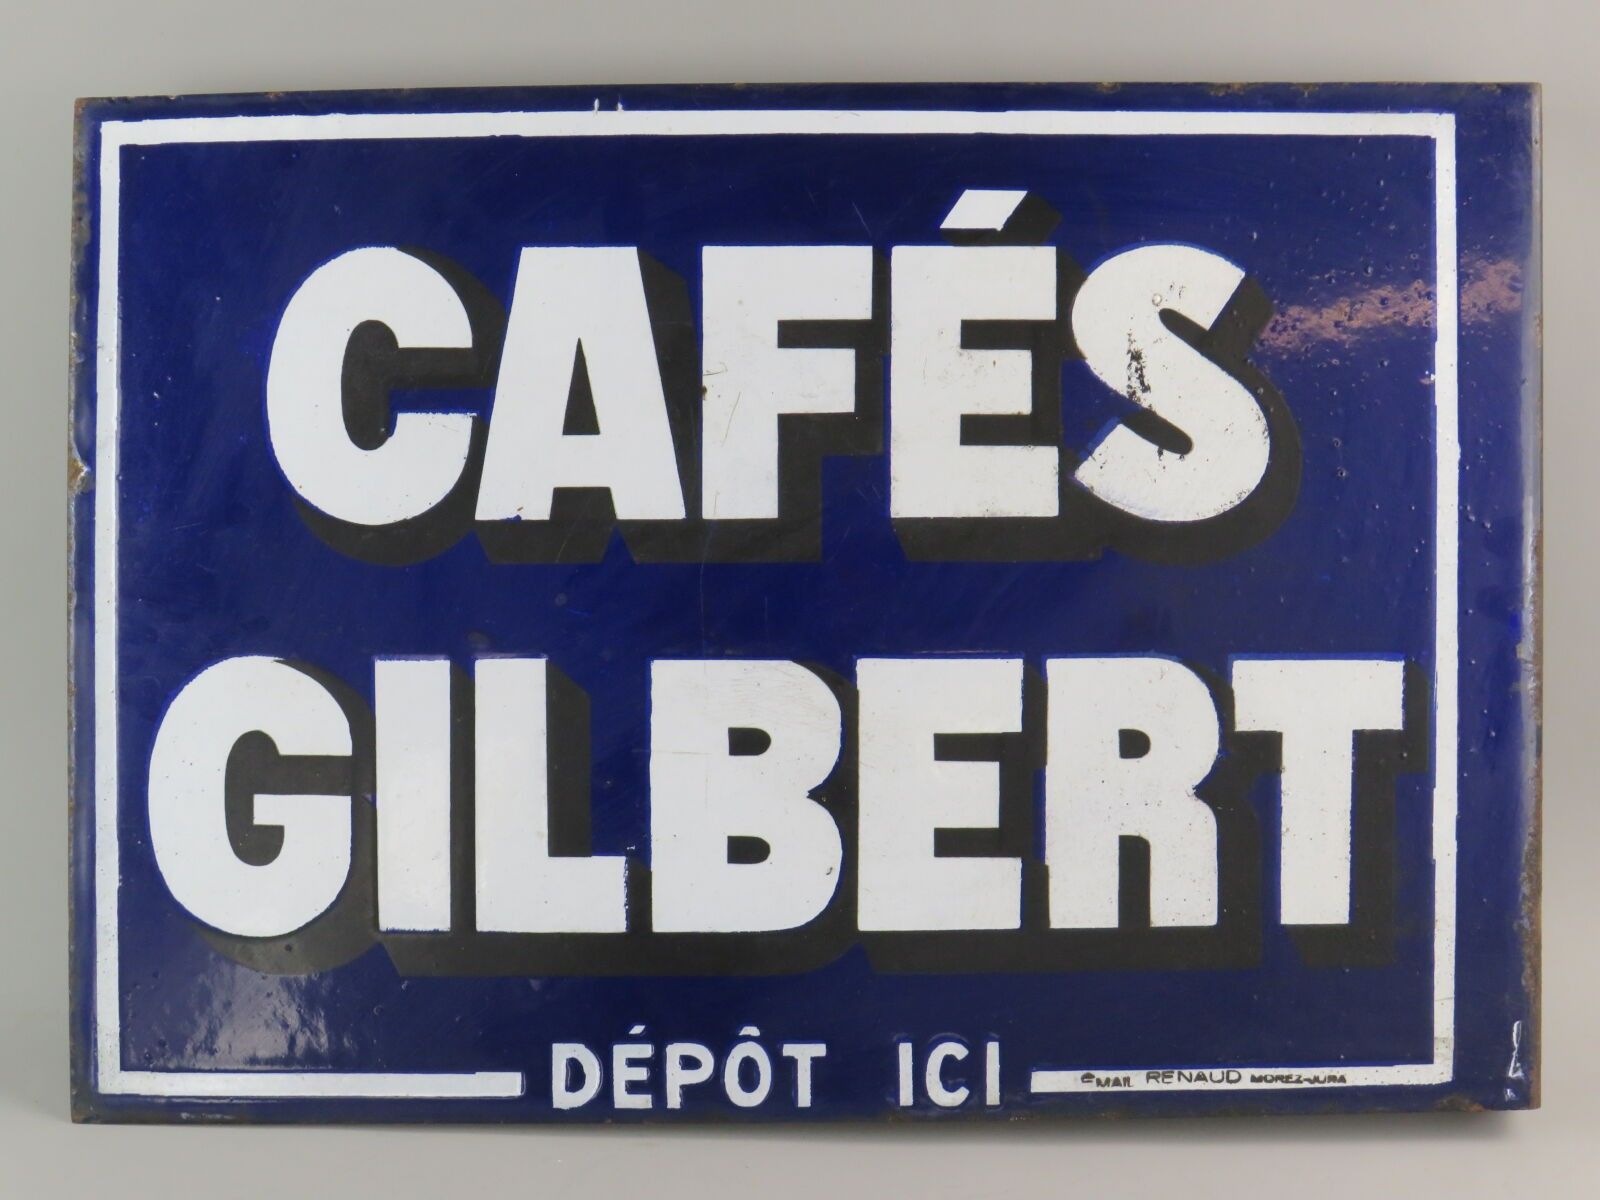 CAFÉS
GILBERT
DÉPÔT ICI
EMAIL RENAUD MOREZ-JURA